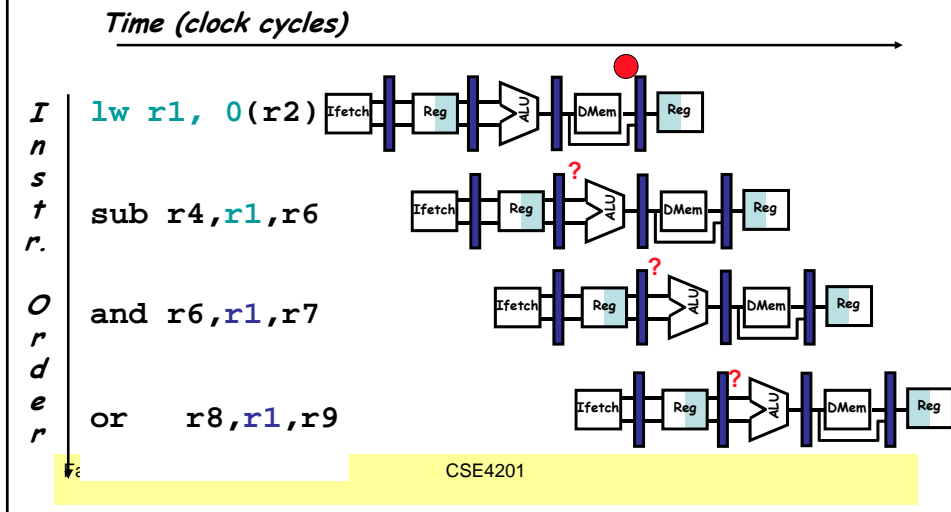 Time (clock cycles)
Instr. Order
lw r1, 0(r2)
Ifetch Reg ALU DMem Reg
?
sub r4,r1,r6
Ifetch Reg ALU DMem Reg
?
and r6,r1,r7
Ifetch Reg ALU DMem Reg
?
or r8,r1,r9
Ifetch Reg ALU DMem Reg
CSE4201